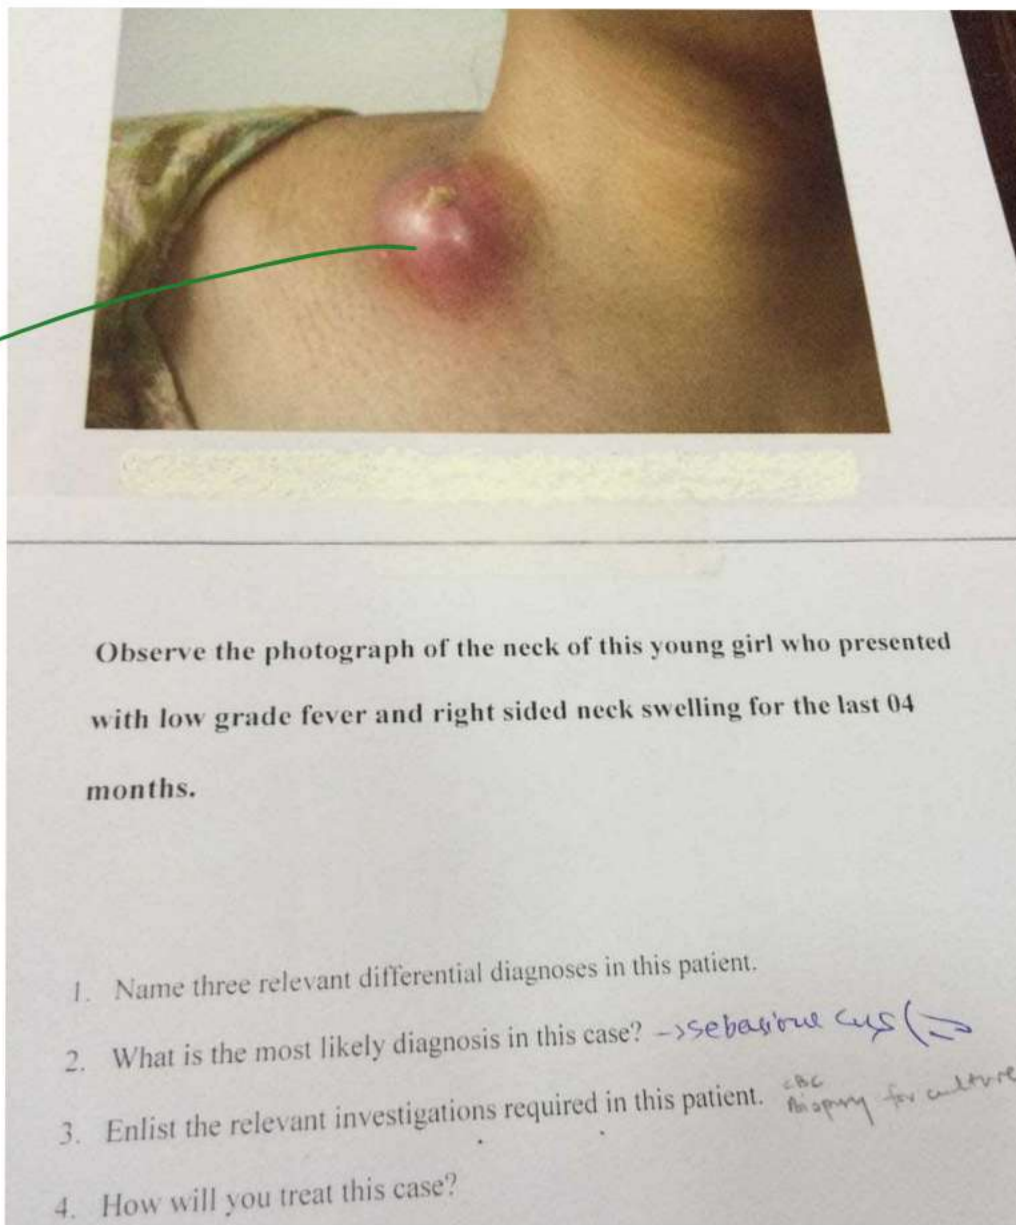 Observe the photograph of the neck of this young girl who presented
with low grade fever and right sided neck swelling for the last 04
months.
1. Name three relevant differential diagnoses in this patient.
2. What is the most likely diagnosis in this case?
3. Enlist the relevant investigations required in this patient. CBC
for culture
4. How will you treat this case?